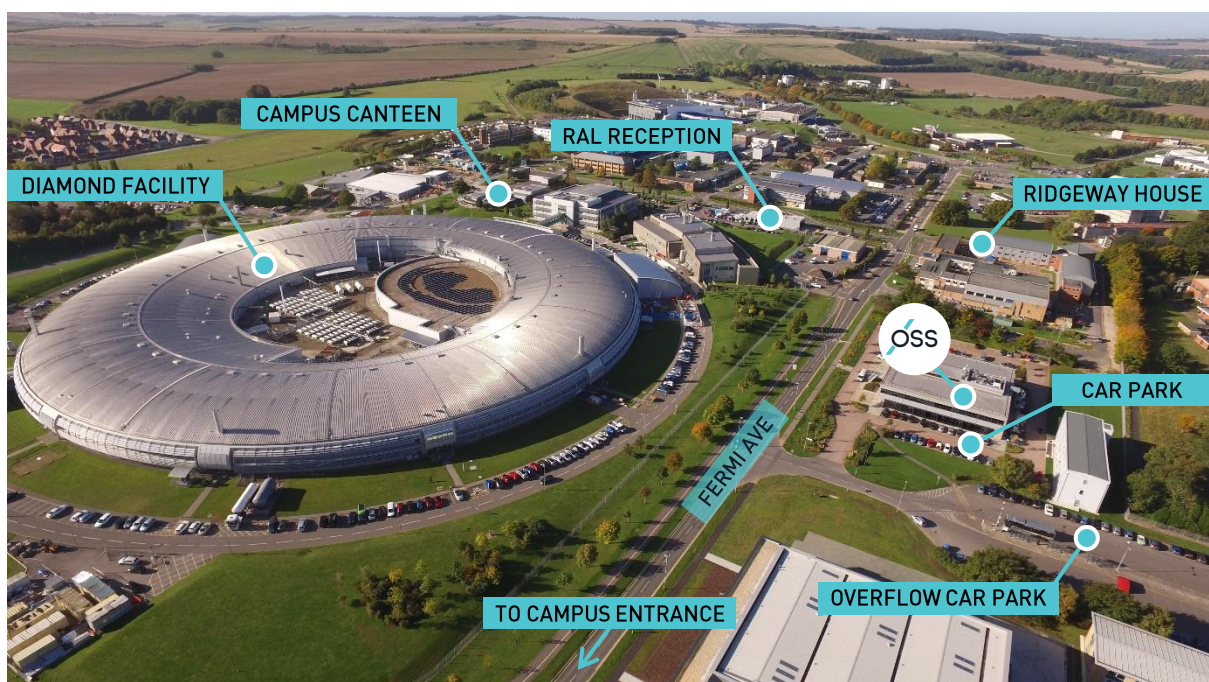 CAMPUS CANTEEN
RAL RECEPTION
DIAMOND FACILITY
RIDGEWAY HOUSE
OSS
CAR PARK
FERMI AVE
OVERFLOW CAR PARK
TO CAMPUS ENTRANCE